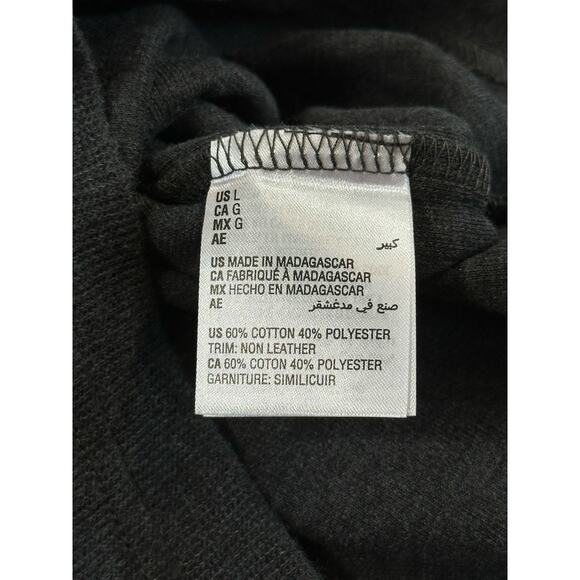 US L
CA G
MX G
AE كبير
US MADE IN MADAGASCAR
CA FABRIQUÉ À MADAGASCAR
MX HECHO EN MADAGASCAR
AE صنع في مدغشقر
US 60% COTTON 40% POLYESTER
TRIM: NON LEATHER
CA 60% COTON 40% POLYESTER
GARNITURE: SIMILICUIR